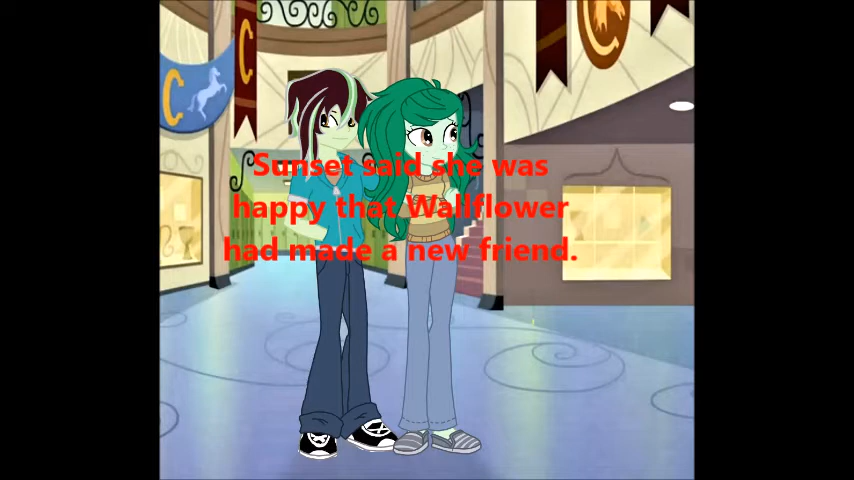 C
C
C
Sunset said she was
happy that Wallflower
had made a new friend.